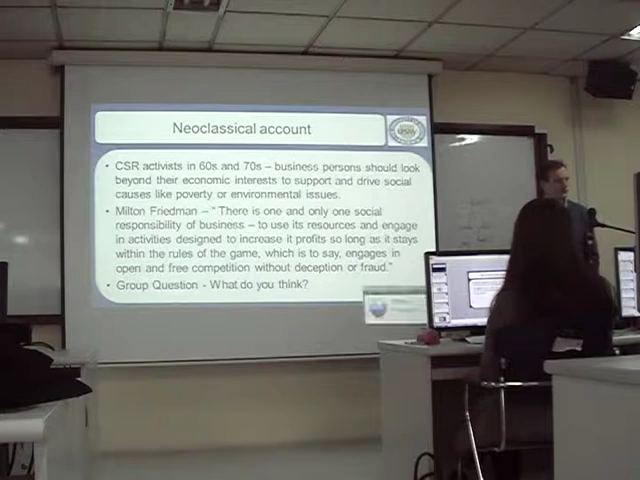 Neoclassical account
• CSR activists in 60s and 70s – business persons should look
beyond their economic interests to support and drive social
causes like poverty or environmental issues.
• Milton Friedman – “ There is one and only one social
responsibility of business – to use its resources and engage
in activities designed to increase it profits so long as it stays
within the rules of the game, which is to say, engages in
open and free competition without deception or fraud.”
• Group Question - What do you think?